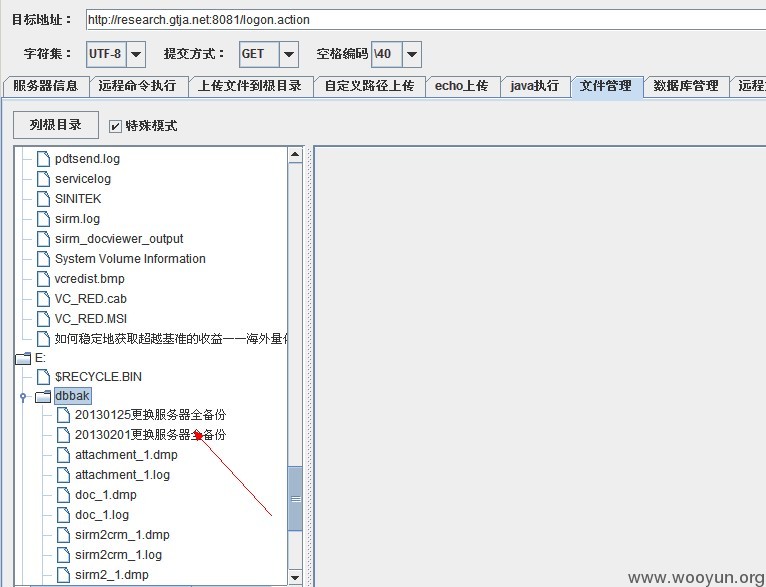 目标地址： http://research.gtja.net:8081/logon.action
字符集： UTF-8 提交方式： GET 空格编码 \40
服务器信息 远程命令执行 上传文件到根目录 自定义路径上传 echo上传 java执行 文件管理 数据库管理 远程
列根目录 特殊模式
pdtsend.log
servicelog
SINITEK
sirm.log
sirm_docviewer_output
System Volume Information
vcredist.bmp
VC_RED.cab
VC_RED.MSI
如何稳定地获取超越基准的收益——海外量
E:
$RECYCLE.BIN
dbbak
20130125更换服务器全备份
20130201更换服务器全备份
attachment_1.dmp
attachment_1.log
doc_1.dmp
doc_1.log
sirm2crm_1.dmp
sirm2crm_1.log
sirm2_1.dmp
www.wooyun.org